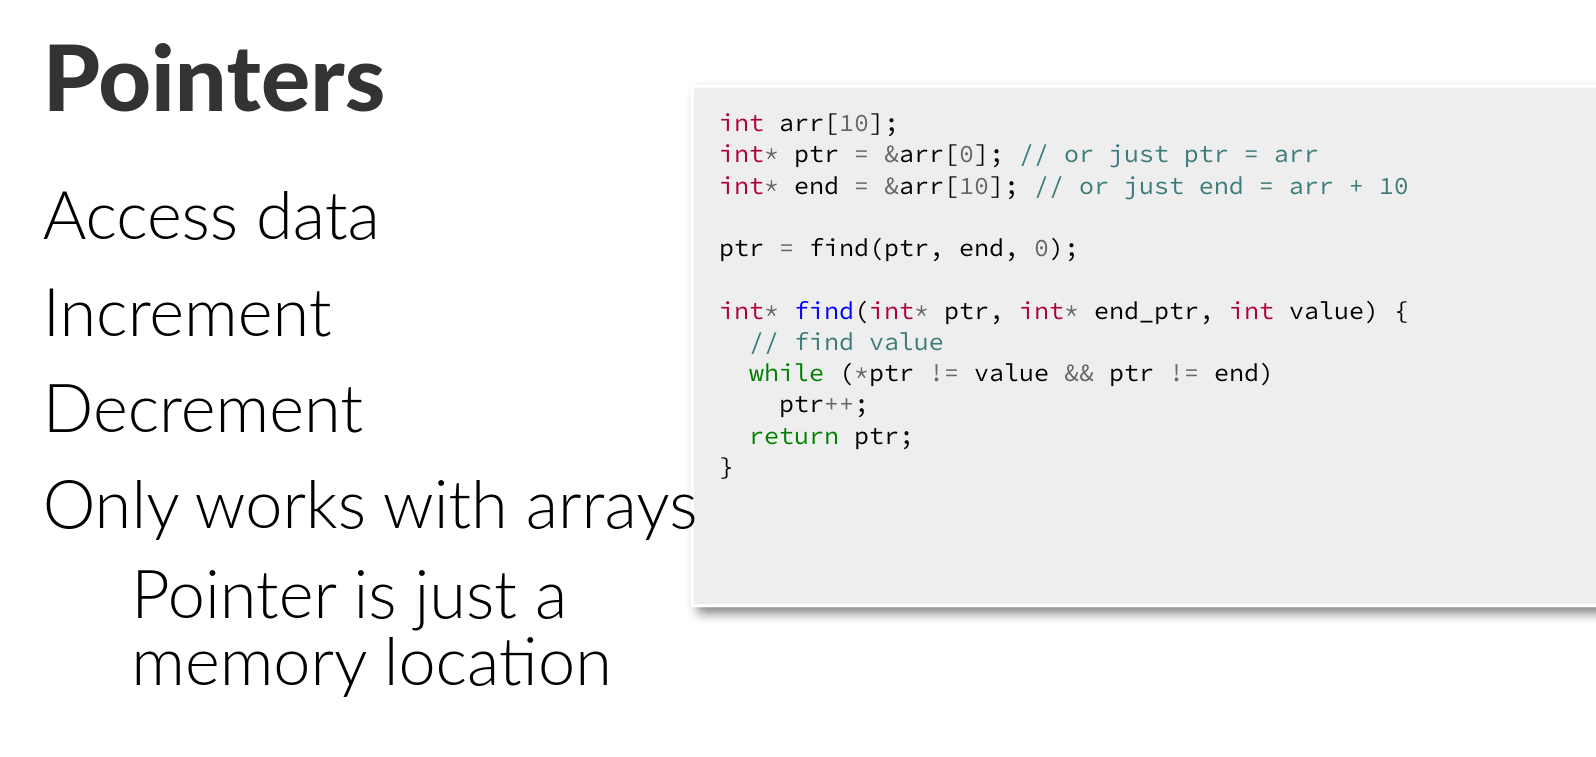 Pointers
Access data
Increment
Decrement
Only works with arrays
Pointer is just a
memory location
int arr[10];
int* ptr = &arr[0]; // or just ptr = arr
int* end = &arr[10]; // or just end = arr + 10
ptr = find(ptr, end, 0);
int* find(int* ptr, int* end_ptr, int value) {
  // find value
  while (*ptr != value && ptr != end)
    ptr++;
  return ptr;
}